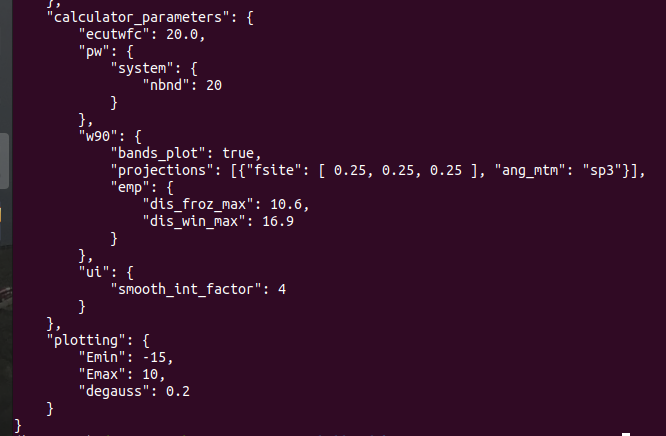 },
"calculator_parameters": {
"ecutwfc": 20.0,
"pw": {
"system": {
"nbnd": 20
}
},
"w90": {
"bands_plot": true,
"projections": [{"fsite": [ 0.25, 0.25, 0.25 ], "ang_mtm": "sp3"}],
"emp": {
"dis_froz_max": 10.6,
"dis_win_max": 16.9
}
},
"ui": {
"smooth_int_factor": 4
}
},
"plotting": {
"Emin": -15,
"Emax": 10,
"degauss": 0.2
}
}